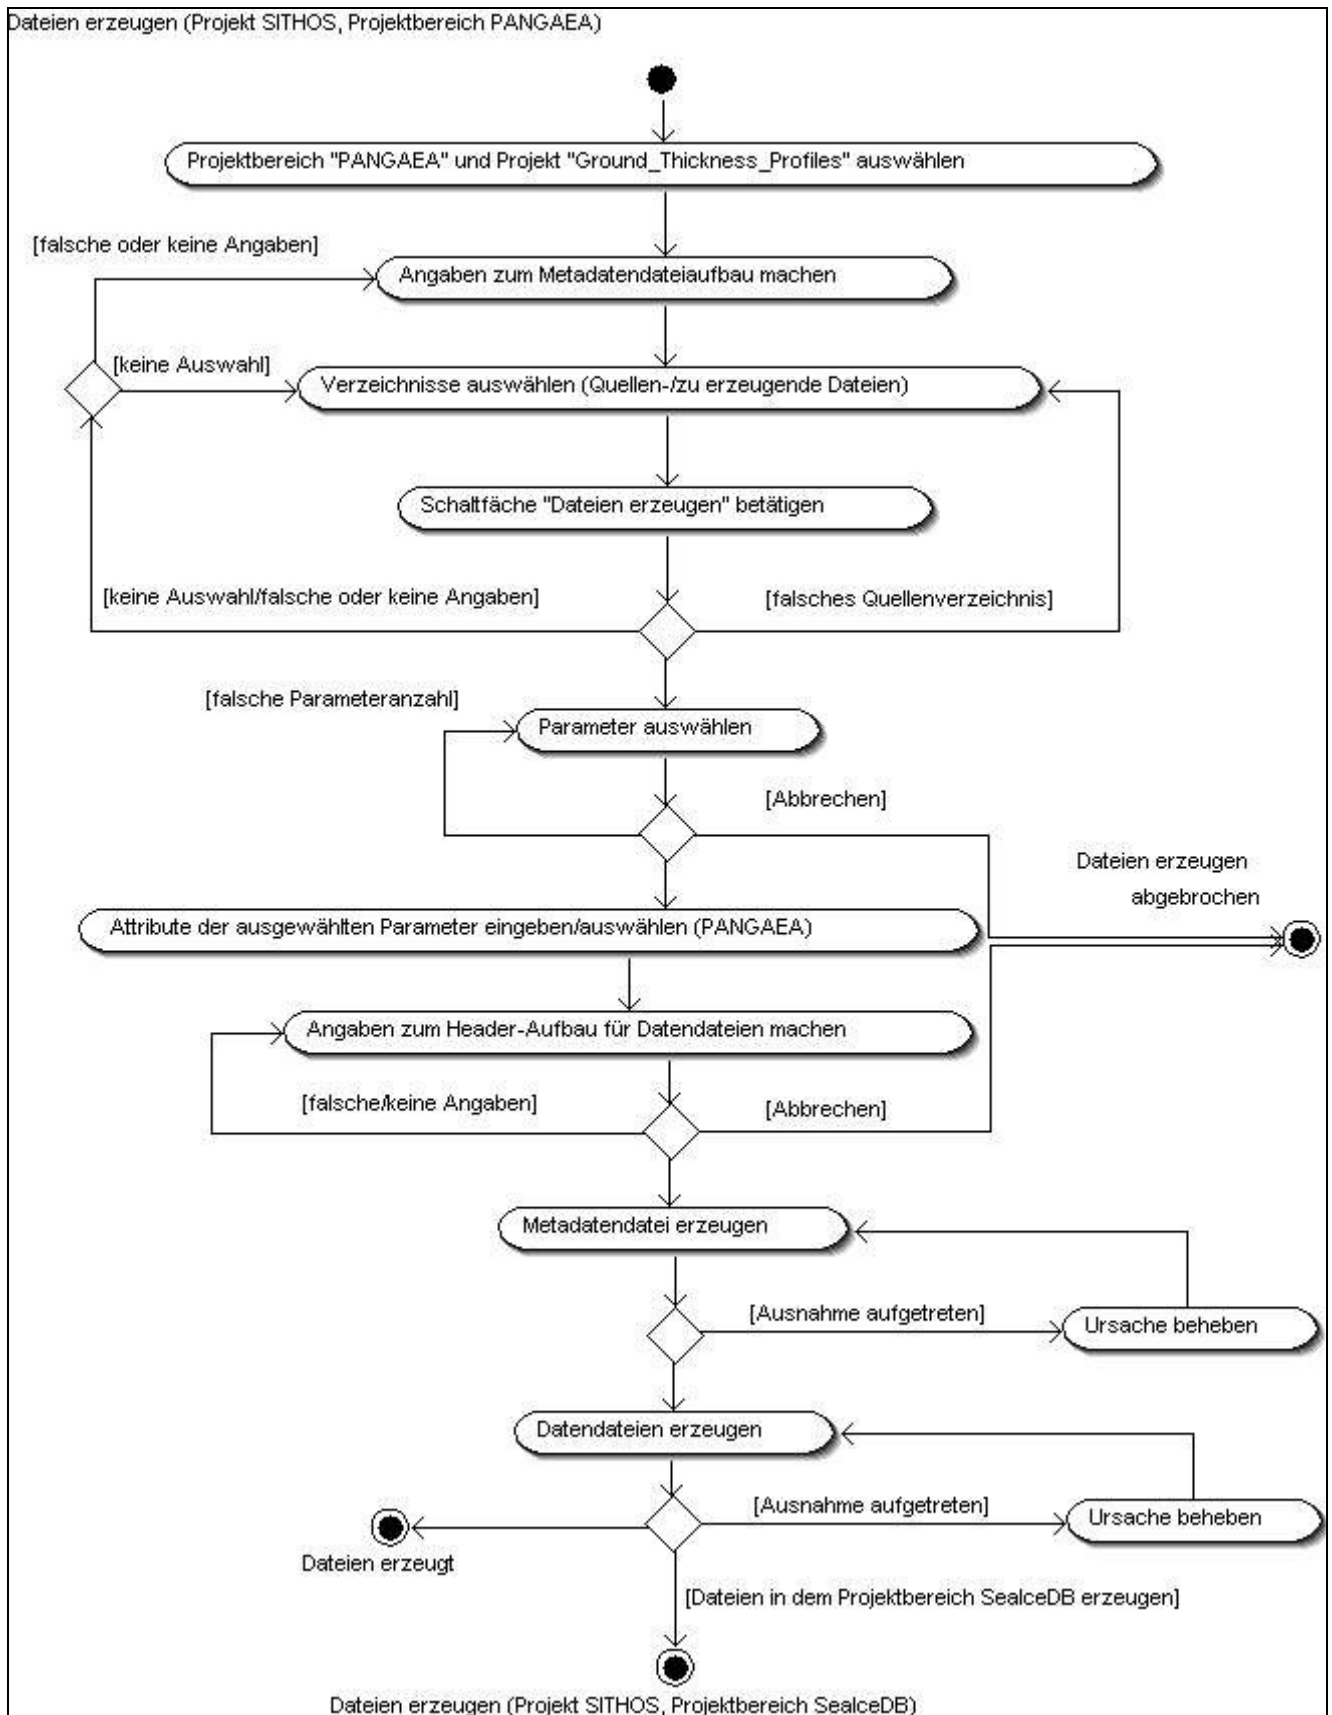 Dateien erzeugen (Projekt SITHOS, Projektbereich PANGAEA)
Projektbereich "PANGAEA" und Projekt "Ground_Thickness_Profiles" auswählen
[falsche oder keine Angaben]
Angaben zum Metadatendateiaufbau machen
[keine Auswahl]
Verzeichnisse auswählen (Quellen-/zu erzeugende Dateien)
Schaltfäche "Dateien erzeugen" betätigen
[keine Auswahl/falsche oder keine Angaben]
[falsches Quellenverzeichnis]
[falsche Parameteranzahl]
Parameter auswählen
[Abbrechen]
Dateien erzeugen
abgebrochen
Attribute der ausgewählten Parameter eingeben/auswählen (PANGAEA)
Angaben zum Header-Aufbau für Datendateien machen
[falsche/keine Angaben]
[Abbrechen]
Metadatendatei erzeugen
[Ausnahme aufgetreten]
Ursache beheben
Datendateien erzeugen
[Ausnahme aufgetreten]
Ursache beheben
Dateien erzeugt
[Dateien in dem Projektbereich SeaIceDB erzeugen]
Dateien erzeugen (Projekt SITHOS, Projektbereich SeaIceDB)